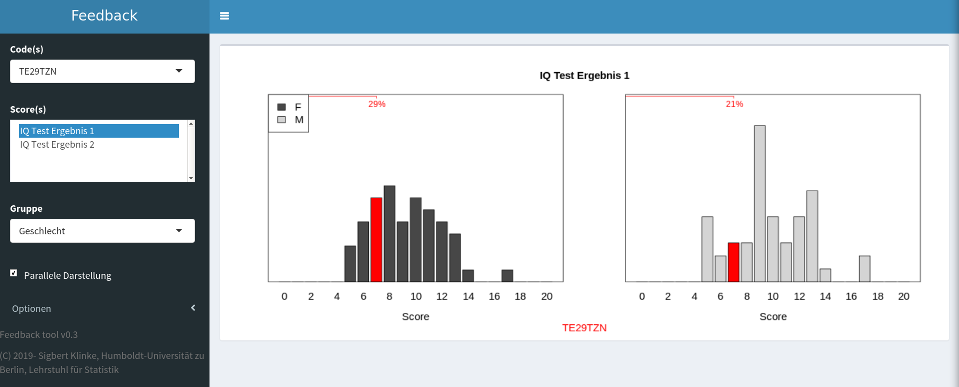 Feedback
Code(s)
TE29TZN
Score(s)
IQ Test Ergebnis 1
IQ Test Ergebnis 2
Gruppe
Geschlecht
Parallele Darstellung
Optionen
Feedback tool v0.3
(C) 2019- Sigbert Klinke, Humboldt-Universität zu
Berlin, Lehrstuhl für Statistik
IQ Test Ergebnis 1
29%
F
M
0 2 4 6 8 10 12 14 16 18 20
Score
21%
0 2 4 6 8 10 12 14 16 18 20
Score
TE29TZN